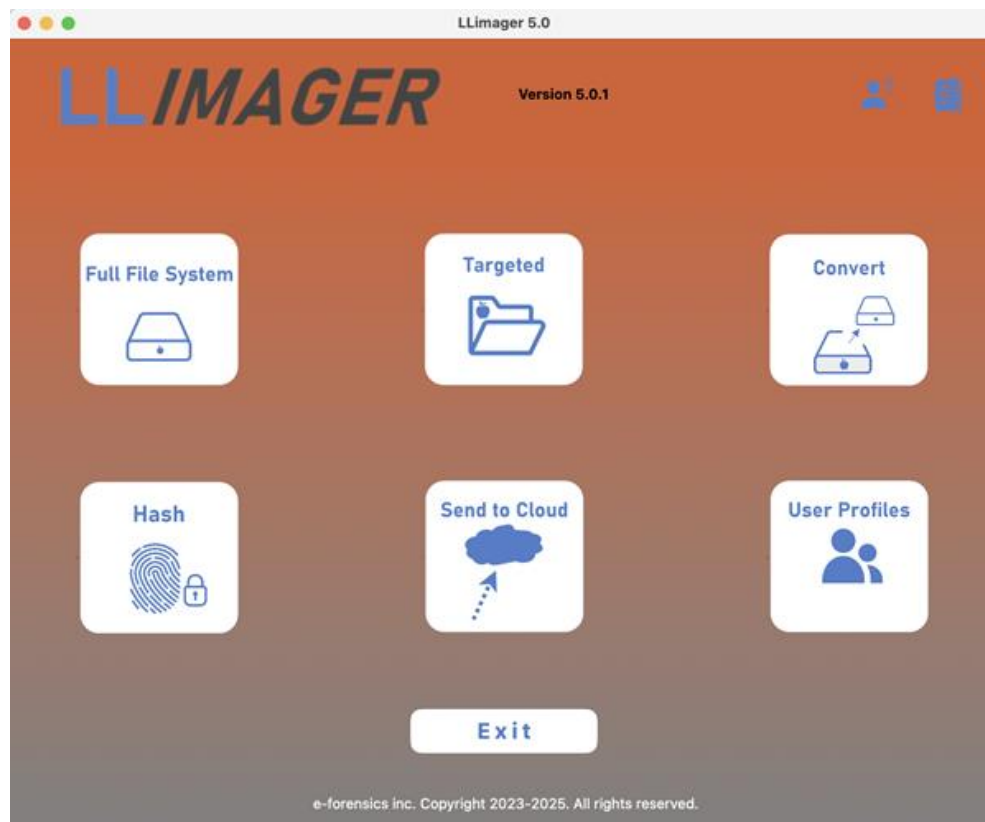 LLimager 5.0
LLIMAGER
Version 5.0.1
Full File System
Targeted
Convert
Hash
Send to Cloud
User Profiles
Exit
e-forensics inc. Copyright 2023-2025. All rights reserved.